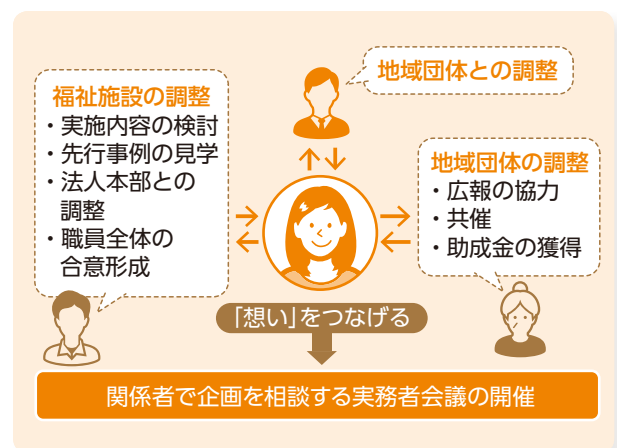 地域団体との調整
福祉施設の調整
・実施内容の検討
・先行事例の見学
・法人本部との
調整
・職員全体の
合意形成
地域団体の調整
・広報の協力
・共催
・助成金の獲得
「想い」をつなげる
関係者で企画を相談する実務者会議の開催